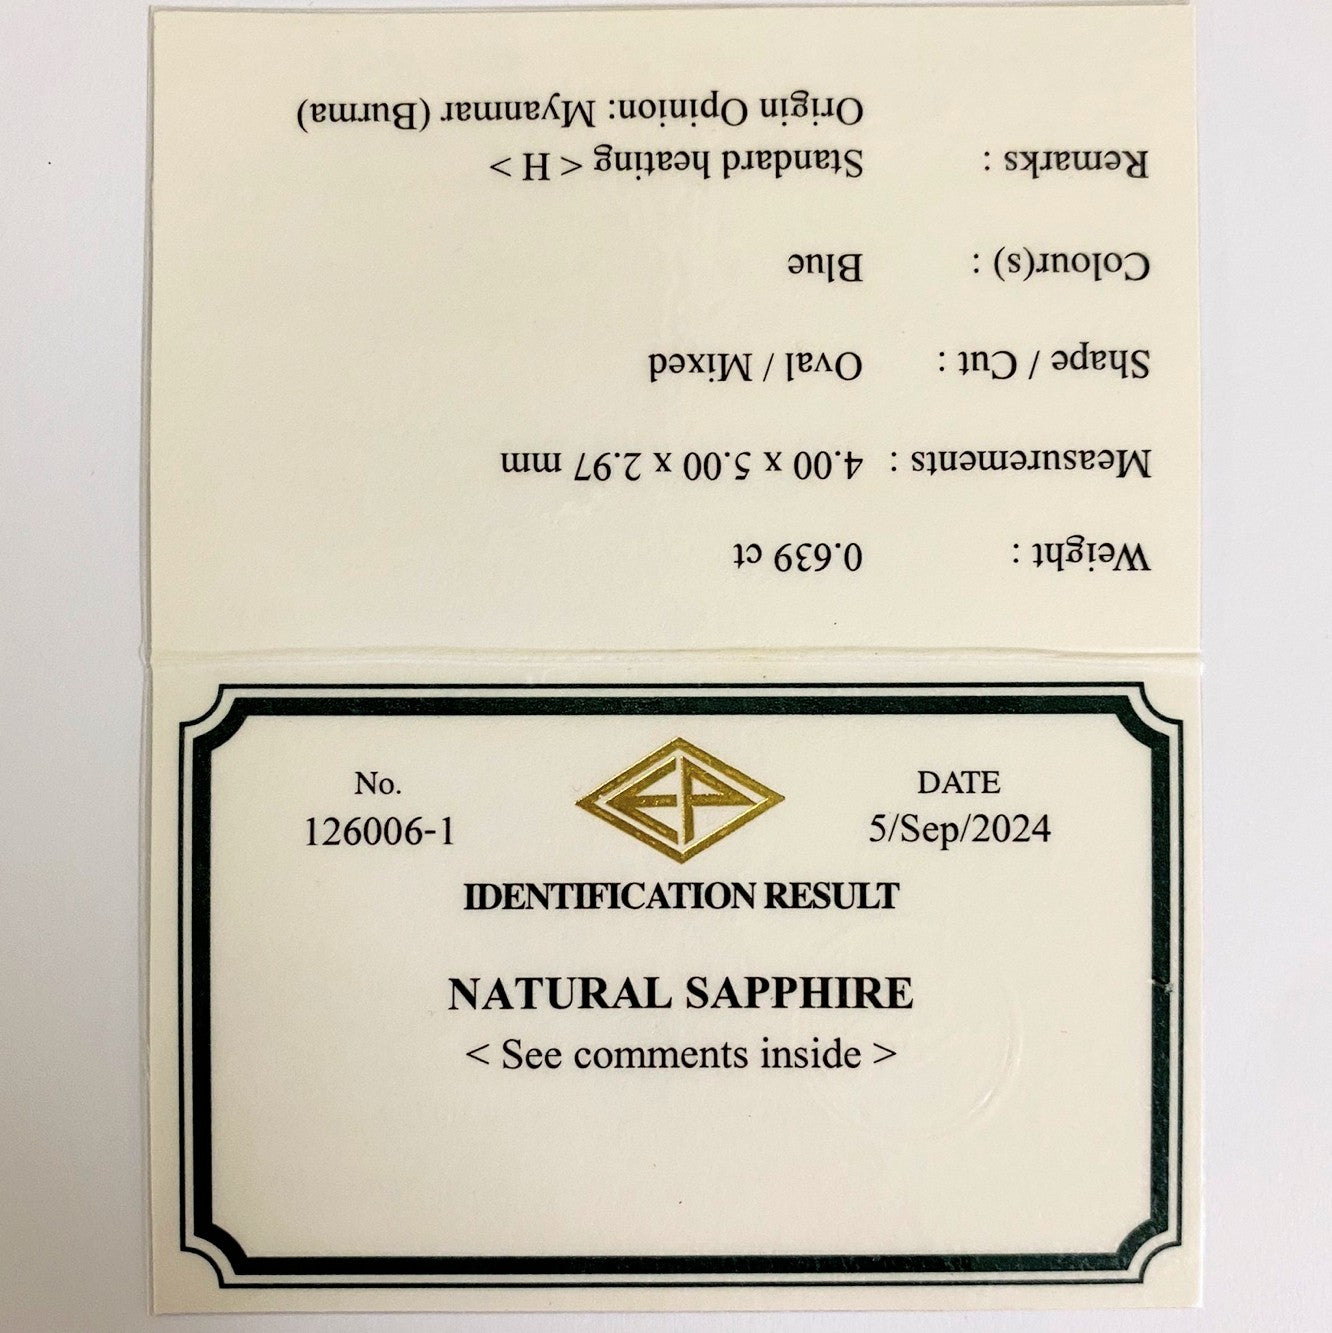 No.
126006-1
EP
DATE
5/Sep/2024
IDENTIFICATION RESULT
NATURAL SAPPHIRE
< See comments inside >
Weight : 0.639 ct
Measurements : 4.00 x 5.00 x 2.97 mm
Shape / Cut : Oval / Mixed
Colour(s) : Blue
Remarks : Standard heating < H >
Origin Opinion: Myanmar (Burma)